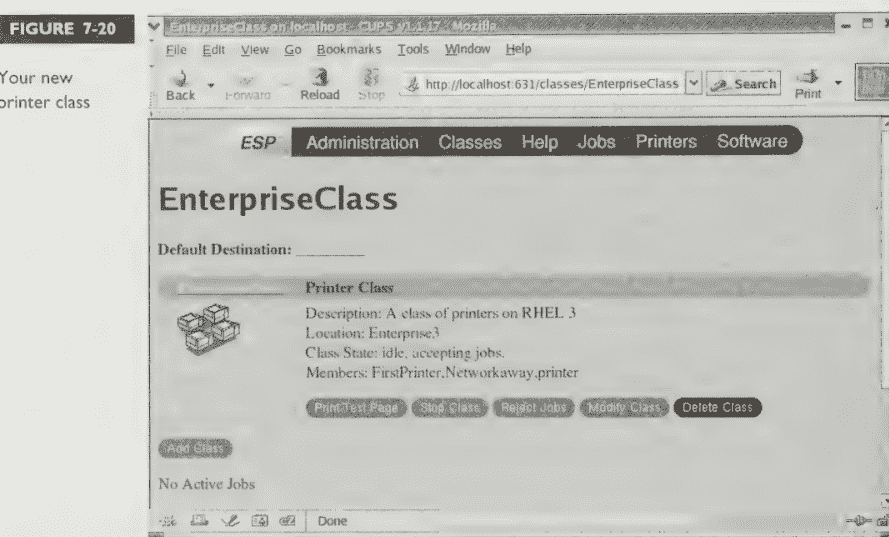 FIGURE 7-20
Your new
printer class
EnterpriseClass on localhost - CUPS v1.1.17 - Mozilla
File Edit View Go Bookmarks Tools Window Help
Back Forward Reload Stop http://localhost:631/classes/EnterpriseClass Search Print
ESP Administration Classes Help Jobs Printers Software
EnterpriseClass
Default Destination:
Printer Class
Description: A class of printers on RHEL 3
Location: Enterprise3
Class State: idle, accepting jobs.
Members: FirstPrinter,Networkaway,printer
Print Test Page Stop Class Reject Jobs Modify Class Delete Class
Add Class
No Active Jobs
Done